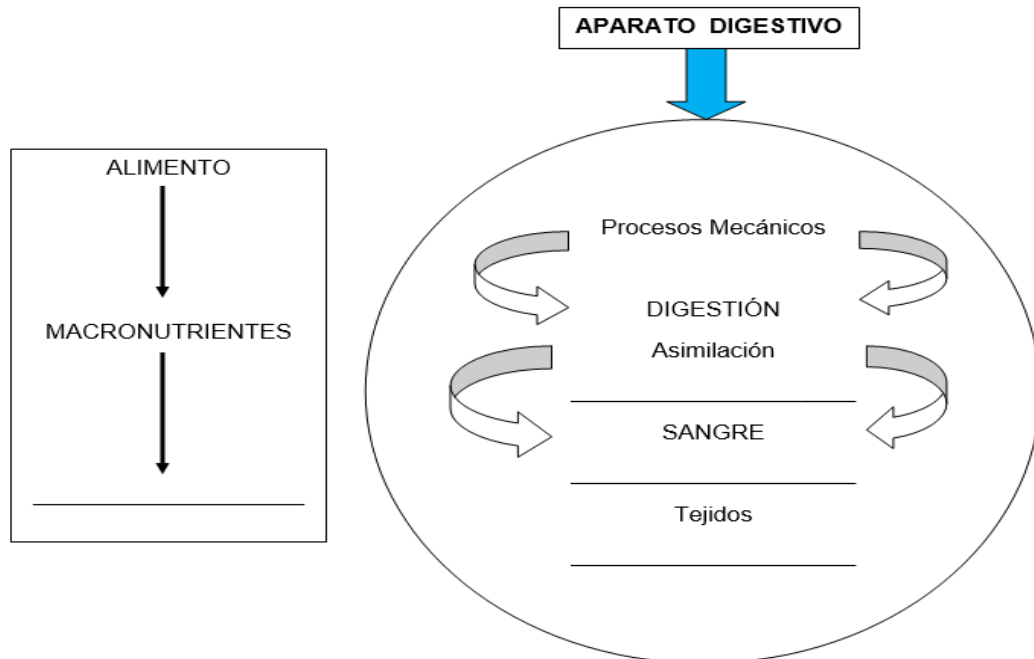 APARATO DIGESTIVO
ALIMENTO
MACRONUTRIENTES
Procesos Mecánicos
DIGESTIÓN
Asimilación
SANGRE
Tejidos